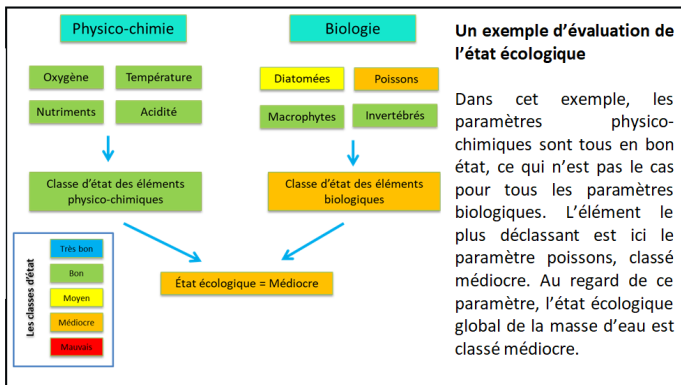 Physico-chimie
Biologie
Oxygène
Température
Nutriments
Acidité
Diatomées
Poissons
Macrophytes
Invertébrés
Classe d'état des éléments
physico-chimiques
Classe d'état des éléments
biologiques
État écologique = Médiocre
Les classes d'état
Très bon
Bon
Moyen
Médiocre
Mauvais
Un exemple d'évaluation de
l'état écologique
Dans cet exemple, les
paramètres physico-
chimiques sont tous en bon
état, ce qui n'est pas le cas
pour tous les paramètres
biologiques. L'élément le
plus déclassant est ici le
paramètre poissons, classé
médiocre. Au regard de ce
paramètre, l'état écologique
global de la masse d'eau est
classé médiocre.